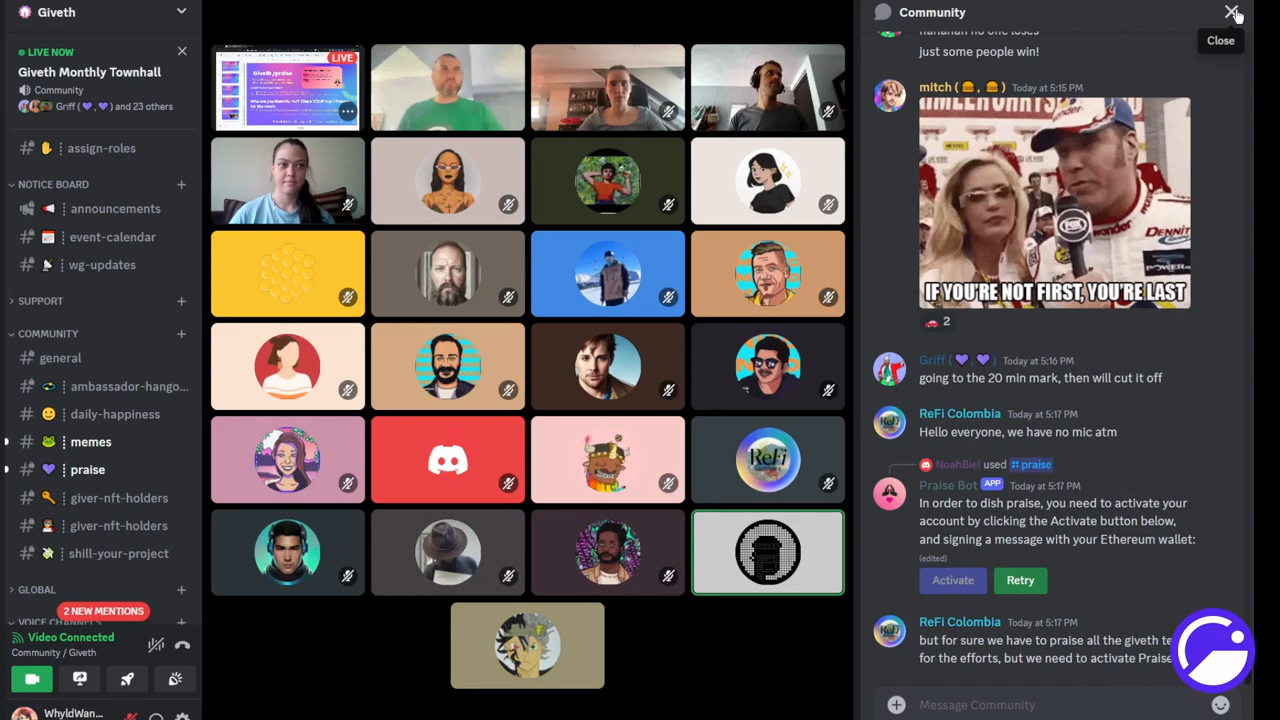 Giveth
LIVE NOW
Giveth Monthly Townhall
Community
Griff ( 💜 , 💜 ) and 23 others
assign-roles
NOTICE BOARD
announcements
event-calendar
wg-updates
SUPPORT
COMMUNITY
general
ambassador-hango...
daily-happiness
memes
praise
giver-nft-holders
giver-nft-holders
shill-your-project
GLOBAL
2 NEW MENTIONS
Video Connected
Community / Giveth
WhyldWan...
LIVE
Giveth/praise
ReFi
Community
Close
just some people win!
mitch ( 🍔 , 🍔 ) Today at 5:15 PM
DENNIT
POWER
FOX
IF YOU'RE NOT FIRST, YOU'RE LAST
2
Griff ( 💜 , 💜 ) Today at 5:16 PM
going to the 20 min mark, then will cut it off
ReFi Colombia Today at 5:17 PM
Hello everyone, we have no mic atm
NoahBiel used praise
Praise Bot APP Today at 5:17 PM
In order to dish praise, you need to activate your
account by clicking the Activate button below,
and signing a message with your Ethereum wallet:
(edited)
Activate Retry
ReFi Colombia Today at 5:17 PM
but for sure we have to praise all the giveth te
for the efforts, but we need to activate Praise
Message Community